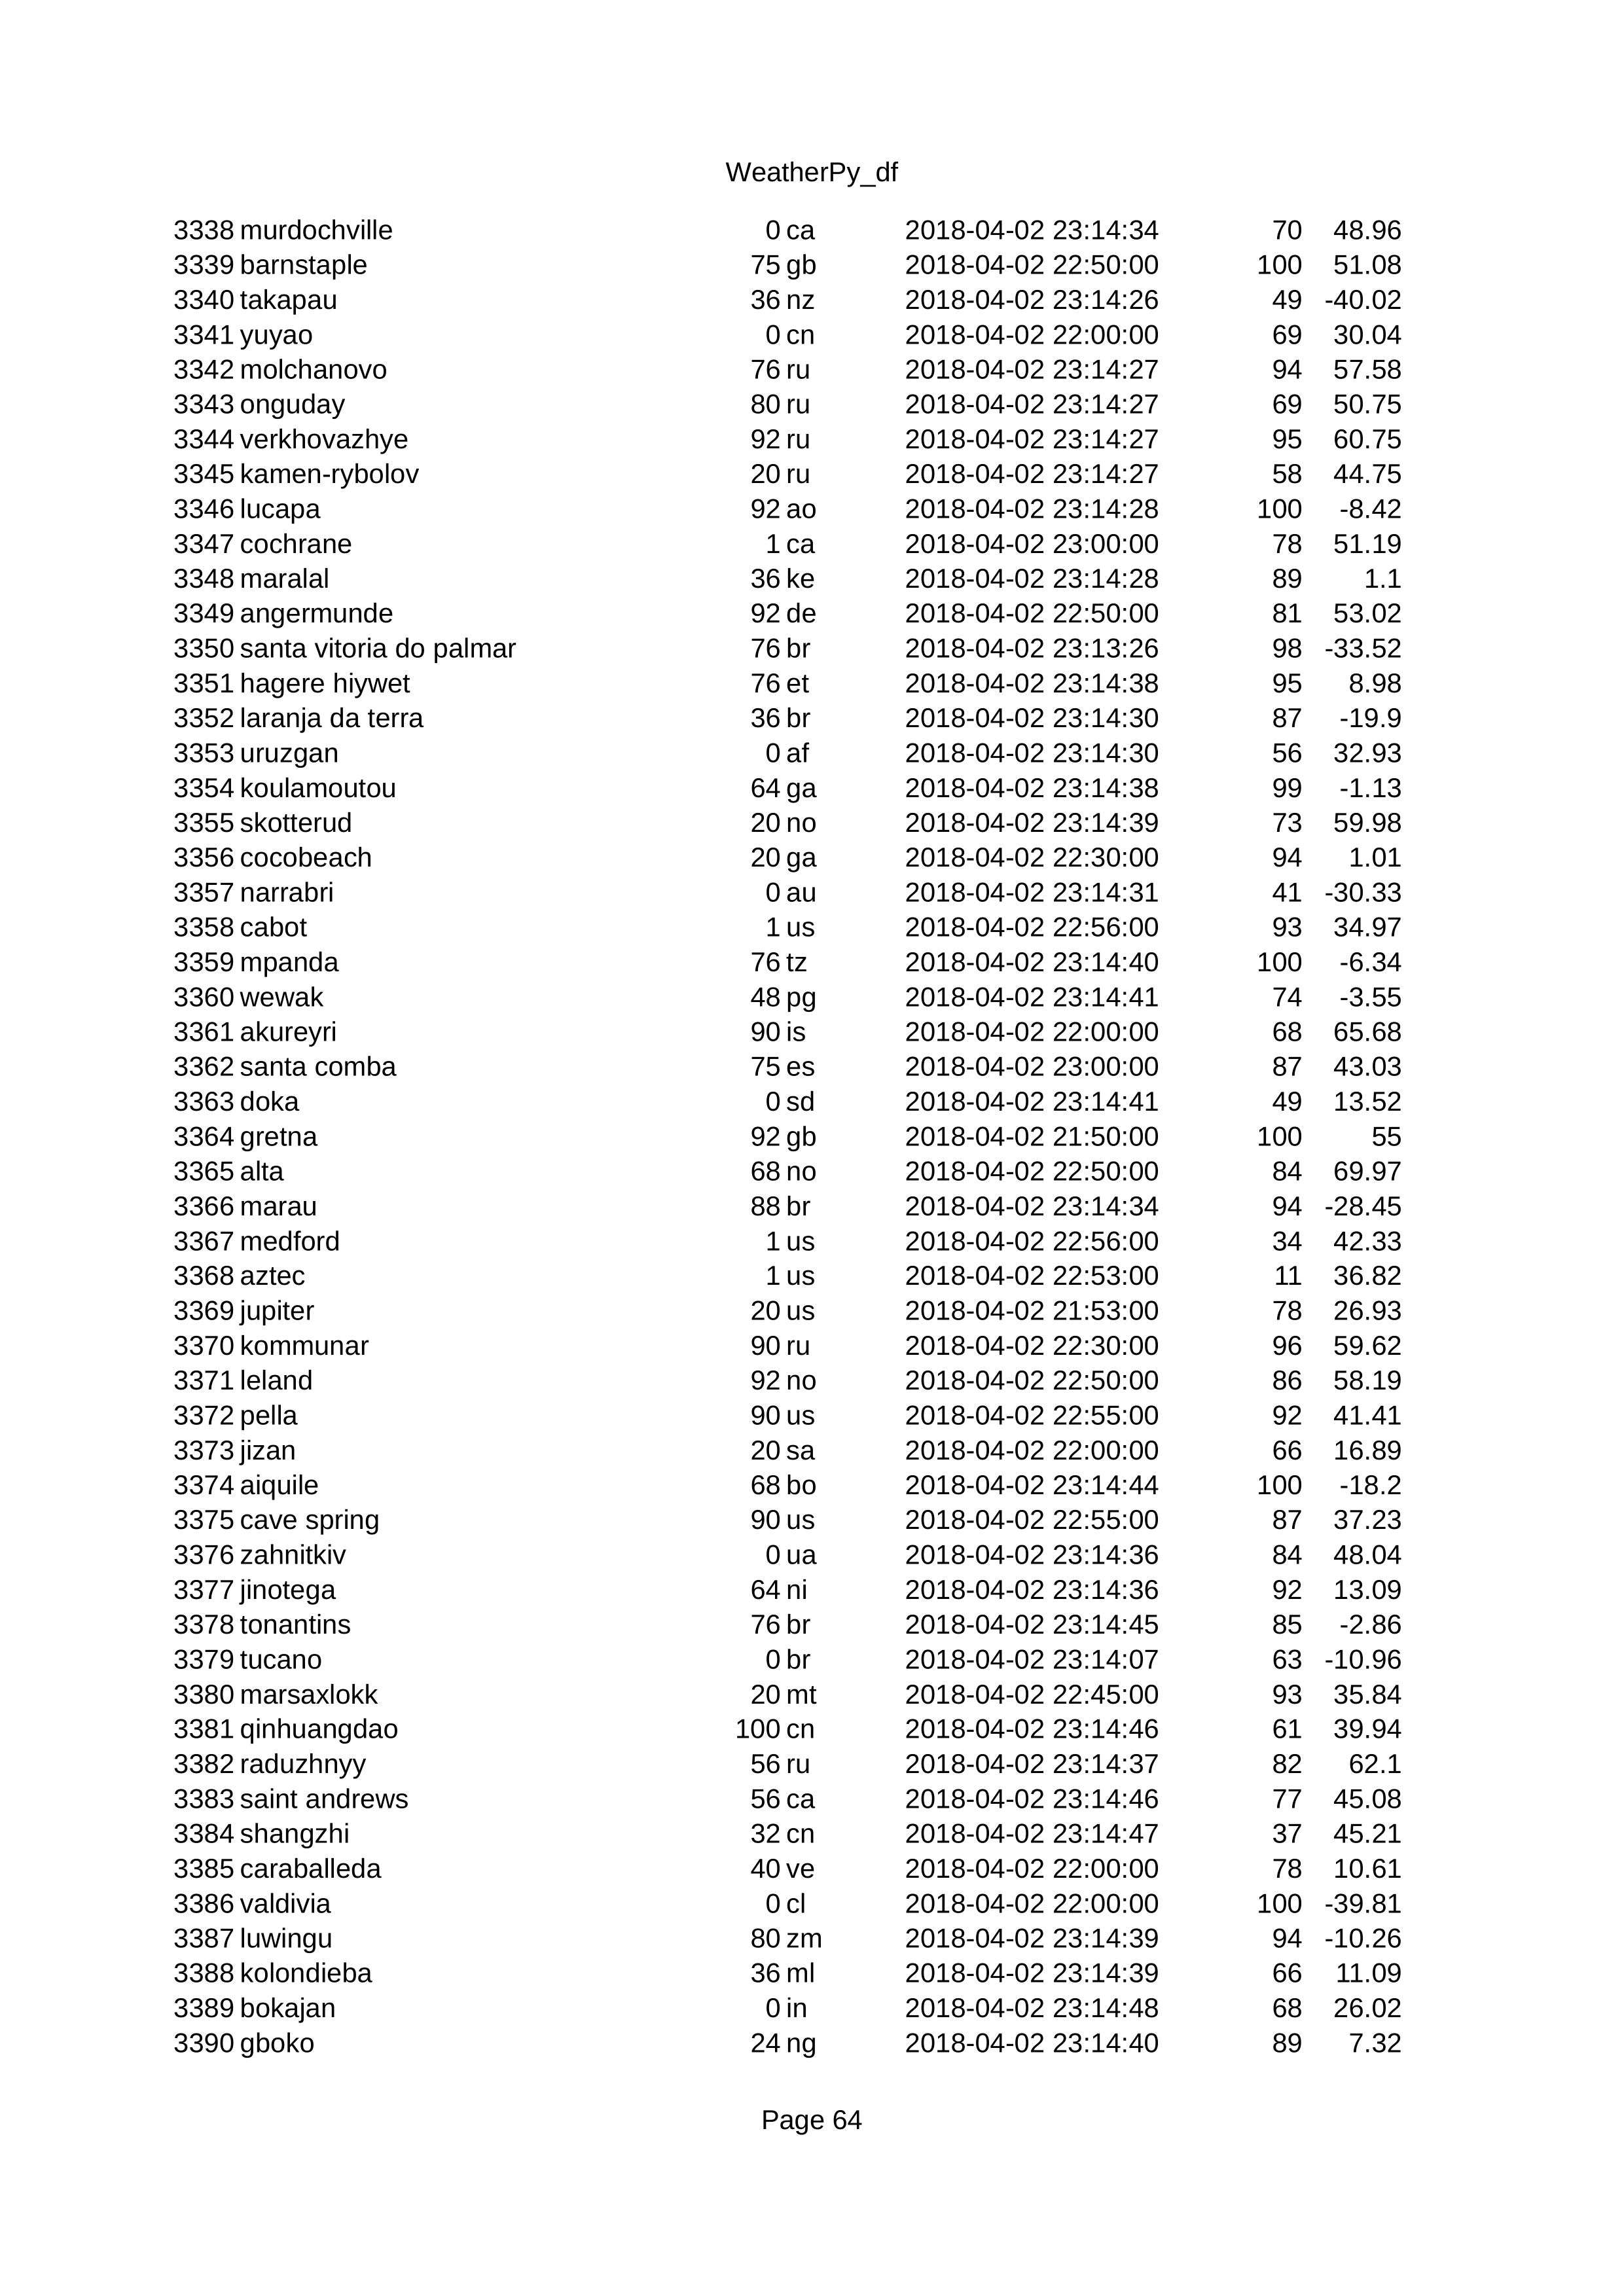 WeatherPy_df
3338 murdochville 0 ca 2018-04-02 23:14:34 70 48.96
3339 barnstaple 75 gb 2018-04-02 22:50:00 100 51.08
3340 takapau 36 nz 2018-04-02 23:14:26 49 -40.02
3341 yuyao 0 cn 2018-04-02 22:00:00 69 30.04
3342 molchanovo 76 ru 2018-04-02 23:14:27 94 57.58
3343 onguday 80 ru 2018-04-02 23:14:27 69 50.75
3344 verkhovazhye 92 ru 2018-04-02 23:14:27 95 60.75
3345 kamen-rybolov 20 ru 2018-04-02 23:14:27 58 44.75
3346 lucapa 92 ao 2018-04-02 23:14:28 100 -8.42
3347 cochrane 1 ca 2018-04-02 23:00:00 78 51.19
3348 maralal 36 ke 2018-04-02 23:14:28 89 1.1
3349 angermunde 92 de 2018-04-02 22:50:00 81 53.02
3350 santa vitoria do palmar 76 br 2018-04-02 23:13:26 98 -33.52
3351 hagere hiywet 76 et 2018-04-02 23:14:38 95 8.98
3352 laranja da terra 36 br 2018-04-02 23:14:30 87 -19.9
3353 uruzgan 0 af 2018-04-02 23:14:30 56 32.93
3354 koulamoutou 64 ga 2018-04-02 23:14:38 99 -1.13
3355 skotterud 20 no 2018-04-02 23:14:39 73 59.98
3356 cocobeach 20 ga 2018-04-02 22:30:00 94 1.01
3357 narrabri 0 au 2018-04-02 23:14:31 41 -30.33
3358 cabot 1 us 2018-04-02 22:56:00 93 34.97
3359 mpanda 76 tz 2018-04-02 23:14:40 100 -6.34
3360 wewak 48 pg 2018-04-02 23:14:41 74 -3.55
3361 akureyri 90 is 2018-04-02 22:00:00 68 65.68
3362 santa comba 75 es 2018-04-02 23:00:00 87 43.03
3363 doka 0 sd 2018-04-02 23:14:41 49 13.52
3364 gretna 92 gb 2018-04-02 21:50:00 100 55
3365 alta 68 no 2018-04-02 22:50:00 84 69.97
3366 marau 88 br 2018-04-02 23:14:34 94 -28.45
3367 medford 1 us 2018-04-02 22:56:00 34 42.33
3368 aztec 1 us 2018-04-02 22:53:00 11 36.82
3369 jupiter 20 us 2018-04-02 21:53:00 78 26.93
3370 kommunar 90 ru 2018-04-02 22:30:00 96 59.62
3371 leland 92 no 2018-04-02 22:50:00 86 58.19
3372 pella 90 us 2018-04-02 22:55:00 92 41.41
3373 jizan 20 sa 2018-04-02 22:00:00 66 16.89
3374 aiquile 68 bo 2018-04-02 23:14:44 100 -18.2
3375 cave spring 90 us 2018-04-02 22:55:00 87 37.23
3376 zahnitkiv 0 ua 2018-04-02 23:14:36 84 48.04
3377 jinotega 64 ni 2018-04-02 23:14:36 92 13.09
3378 tonantins 76 br 2018-04-02 23:14:45 85 -2.86
3379 tucano 0 br 2018-04-02 23:14:07 63 -10.96
3380 marsaxlokk 20 mt 2018-04-02 22:45:00 93 35.84
3381 qinhuangdao 100 cn 2018-04-02 23:14:46 61 39.94
3382 raduzhnyy 56 ru 2018-04-02 23:14:37 82 62.1
3383 saint andrews 56 ca 2018-04-02 23:14:46 77 45.08
3384 shangzhi 32 cn 2018-04-02 23:14:47 37 45.21
3385 caraballeda 40 ve 2018-04-02 22:00:00 78 10.61
3386 valdivia 0 cl 2018-04-02 22:00:00 100 -39.81
3387 luwingu 80 zm 2018-04-02 23:14:39 94 -10.26
3388 kolondieba 36 ml 2018-04-02 23:14:39 66 11.09
3389 bokajan 0 in 2018-04-02 23:14:48 68 26.02
3390 gboko 24 ng 2018-04-02 23:14:40 89 7.32
Page 64